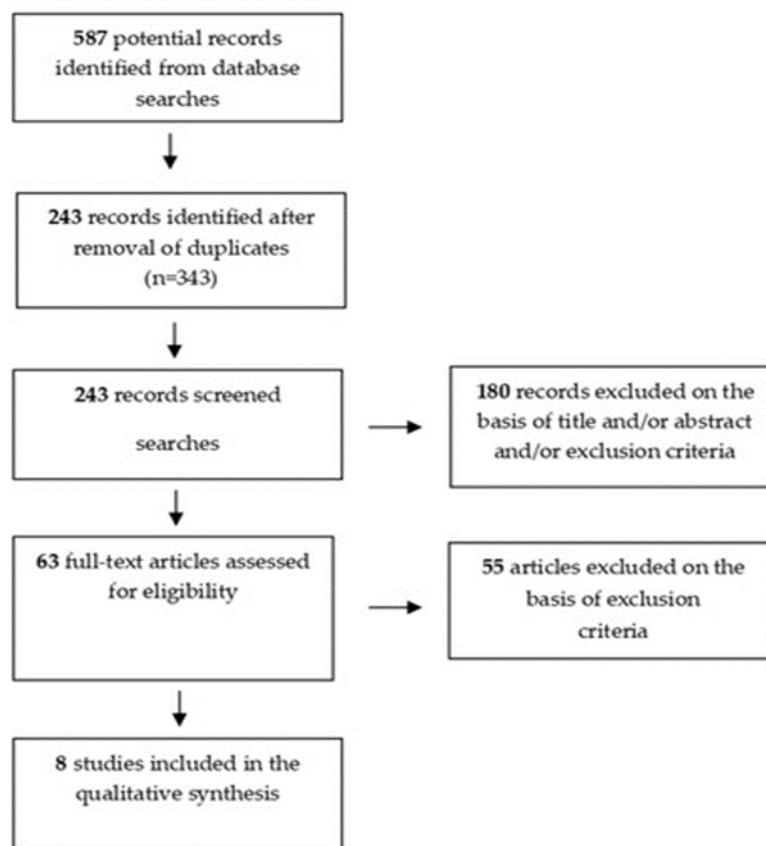 587 potential records
identified from database
searches
243 records identified after
removal of duplicates
(n=343)
243 records screened
searches
180 records excluded on the
basis of title and/or abstract
and/or exclusion criteria
63 full-text articles assessed
for eligibility
55 articles excluded on the
basis of exclusion
criteria
8 studies included in the
qualitative synthesis